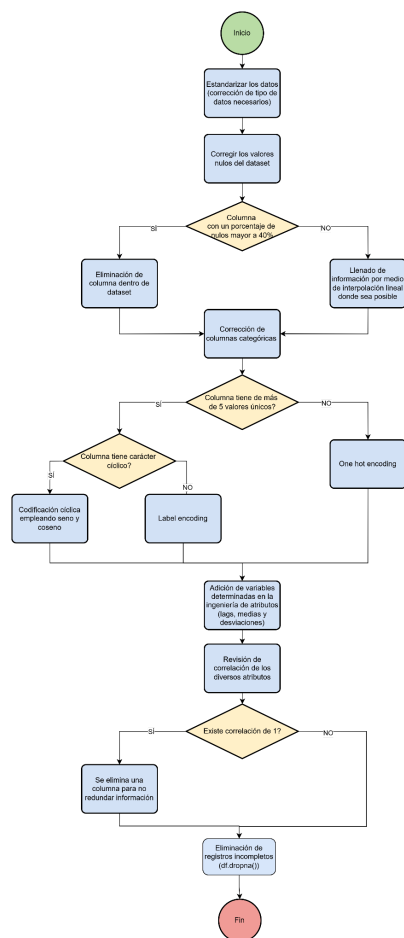 Inicio
Estandarizar los datos
(corrección de tipo de
datos necesarios)
Corregir los valores
nulos del dataset
Columna
con un porcentaje de
nulos mayor a 40%
SÍ
NO
Eliminación de
columna dentro de
dataset
Llenado de
información por medio
de interpolación lineal
donde sea posible
Corrección de
columnas categóricas
Columna tiene de más
de 5 valores únicos?
SÍ
NO
Columna tiene carácter
cíclico?
One hot encoding
SÍ
NO
Codificación cíclica
empleando seno y
coseno
Label encoding
Adición de variables
determinadas en la
ingeniería de atributos
(lags, medias y
desviaciones)
Revisión de
correlación de los
diversos atributos
Existe correlación de 1?
SÍ
NO
Se elimina una
columna para no
redundar información
Eliminación de
registros incompletos
(df.dropna())
Fin